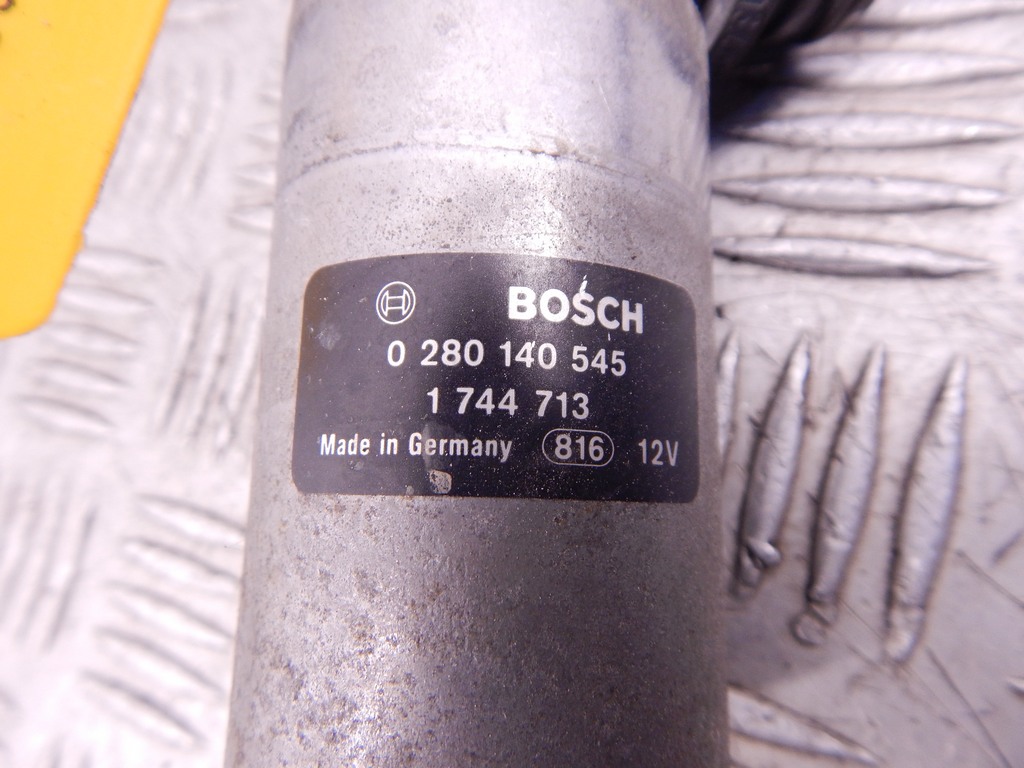 BOSCH
0 280 140 545
1 744 713
Made in Germany 816 12V